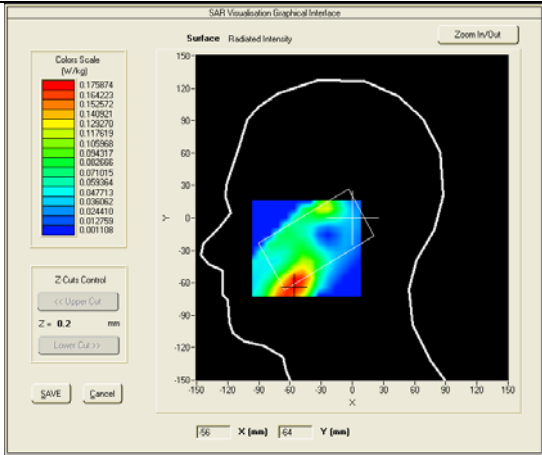 SAR Visualisation Graphical Interface
Surface Radiated Intensity
Zoom In/Out
Colors Scale
(W/kg)
0.175874
0.164223
0.152572
0.140921
0.129270
0.117619
0.105968
0.094317
0.082666
0.071015
0.059364
0.047713
0.036062
0.024410
0.012759
0.001108
Z Cuts Control
<< Upper Cut
Z = 0.2 mm
Lower Cut >>
SAVE Cancel
150
120
90
60
30
0
-30
-60
-90
-120
-150
Y
-150 -120 -90 -60 -30 0 30 60 90 120 150
X
-56 X (mm) -64 Y (mm)